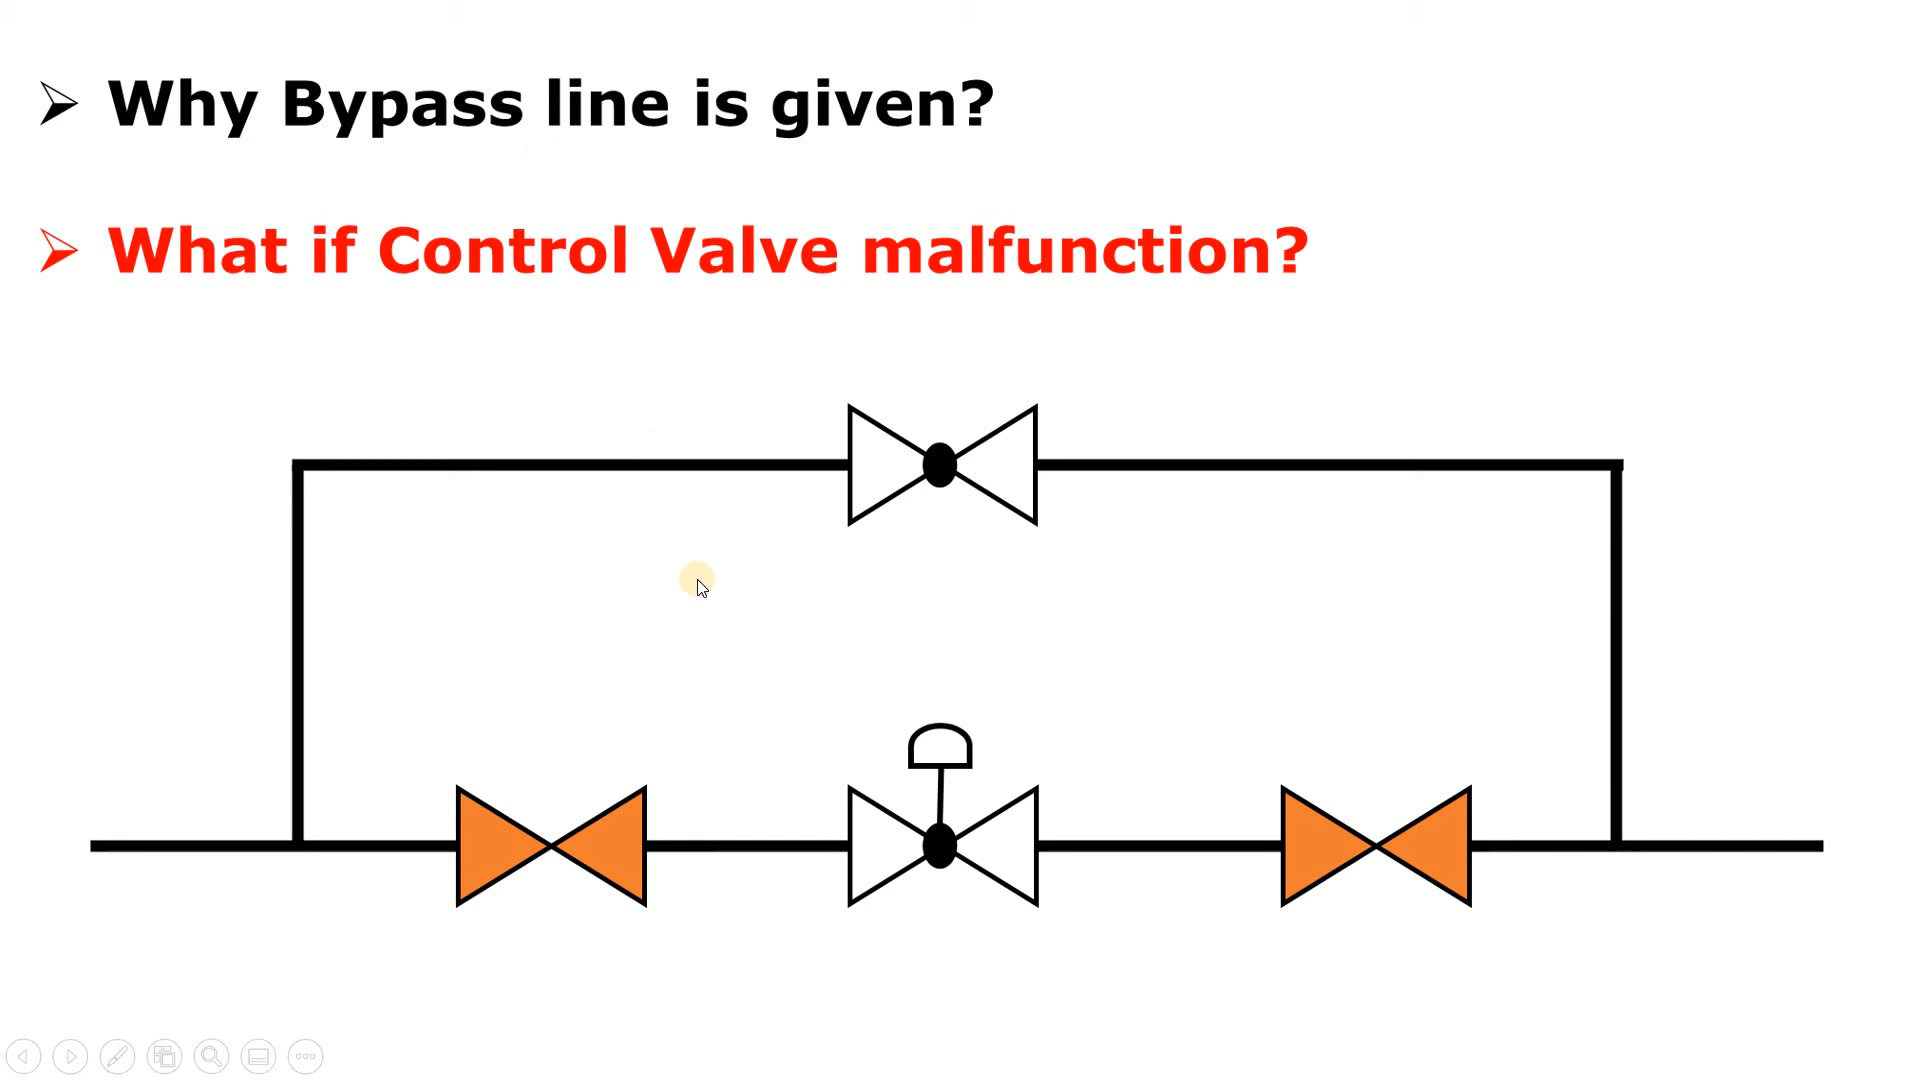 Why Bypass line is given?
What if Control Valve malfunction?